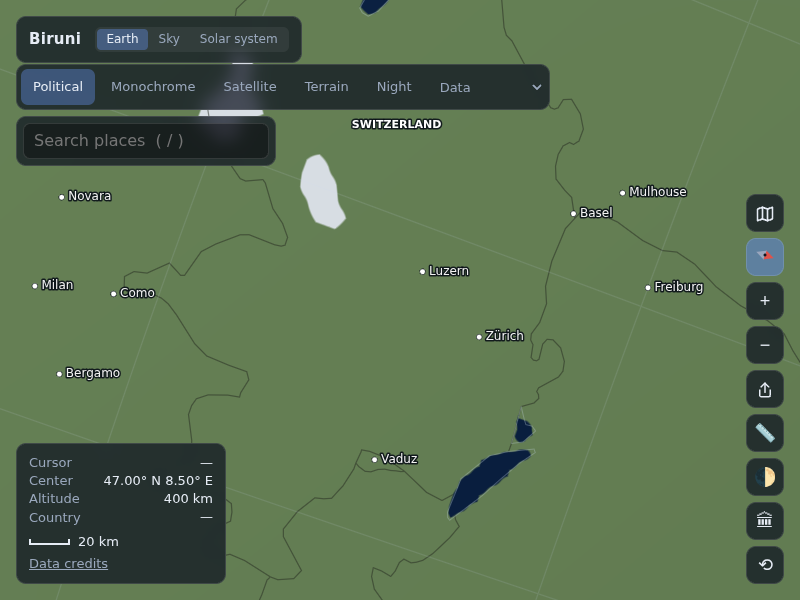 Biruni Earth Sky Solar system
Political Monochrome Satellite Terrain Night Data
Search places ( / )
SWITZERLAND
Novara
Mulhouse
Basel
Luzern
Milan
Como
Freiburg
Zürich
Bergamo
Vaduz
Cursor —
Center 47.00° N 8.50° E
Altitude 400 km
Country —
20 km
Data credits